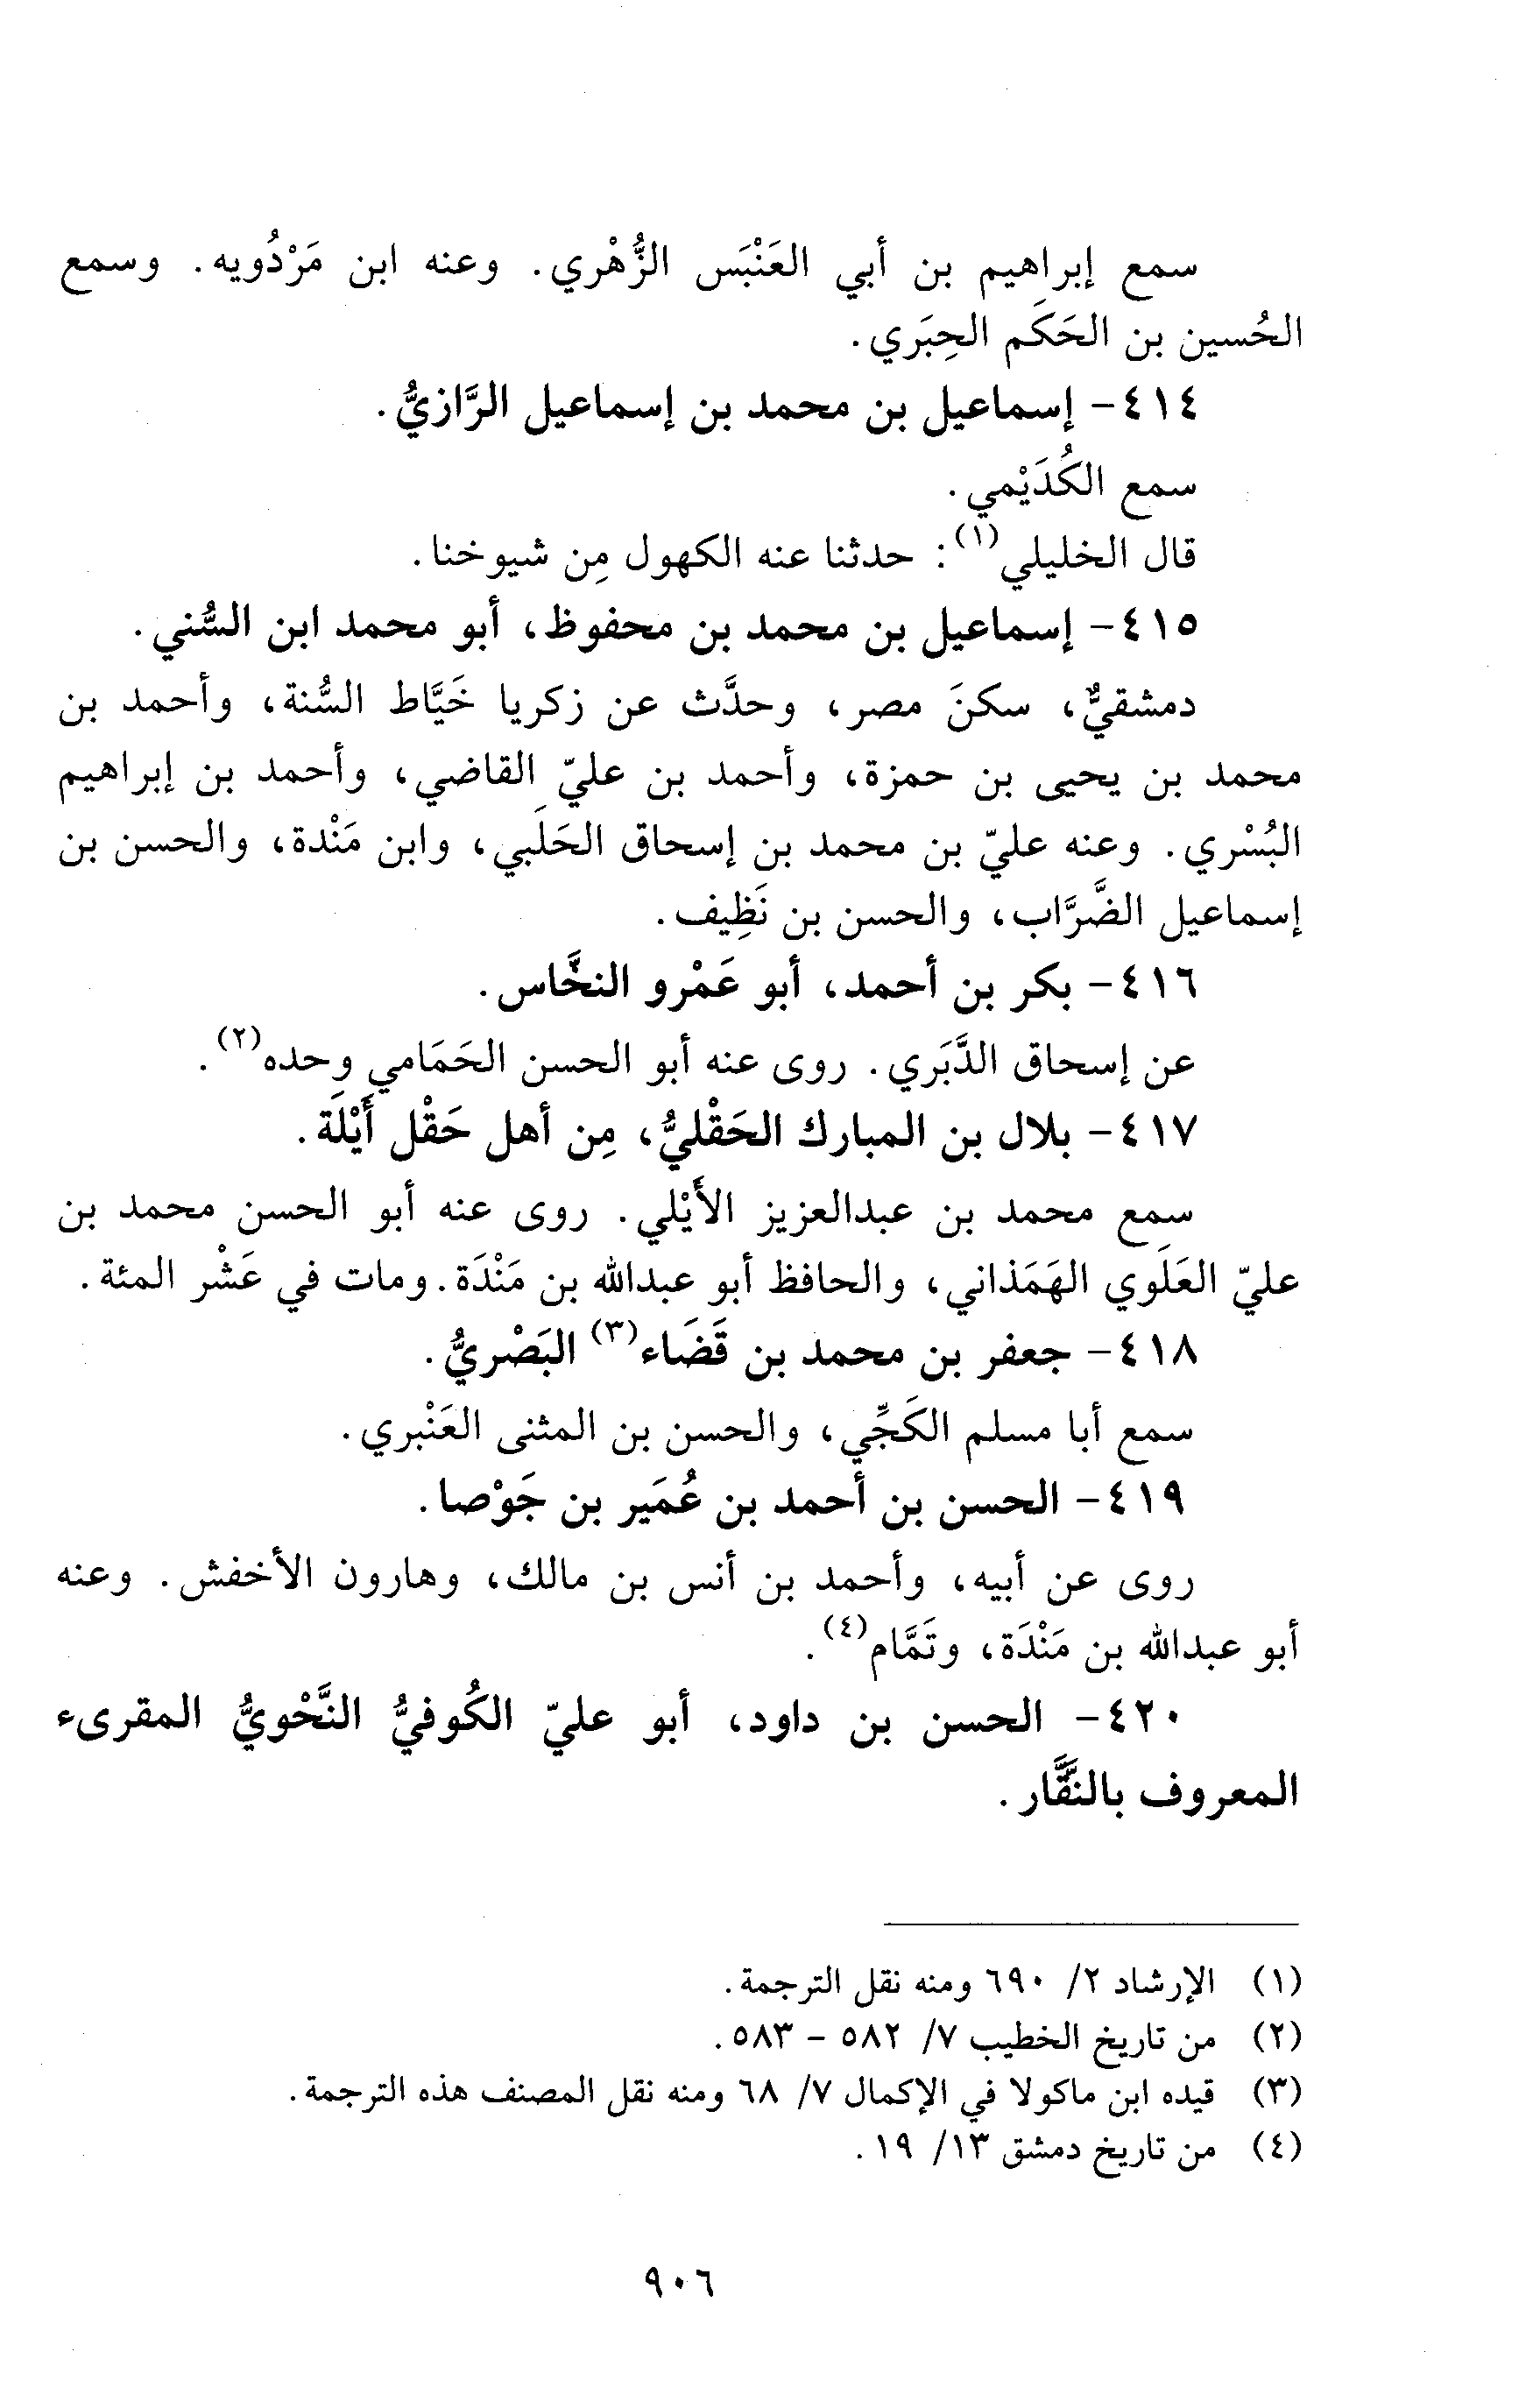 سمع إبراهيم بن أبي العَنْبَس الزُّهْري. وعنه ابن مَرْدُويه. وسمع
الحُسين بن الحَكَم الحِبَري.
٤١٤- إسماعيل بن محمد بن إسماعيل الرَّازيُّ.
سمع الكُدَيْمي.
قال الخليلي(١): حدثنا عنه الكهول مِن شيوخنا.
٤١٥- إسماعيل بن محمد بن محفوظ، أبو محمد ابن السُّني.
دمشقيٌّ، سكنَ مصر، وحدَّث عن زكريا خَيَّاط السُّنة، وأحمد بن
محمد بن يحيى بن حمزة، وأحمد بن عليّ القاضي، وأحمد بن إبراهيم
البُسْري. وعنه عليّ بن محمد بن إسحاق الحَلَبي، وابن مَنْدة، والحسن بن
إسماعيل الضَّرَّاب، والحسن بن نَظِيف.
٤١٦- بكر بن أحمد، أبو عَمْرو النخَّاس.
عن إسحاق الدَّبَري. روى عنه أبو الحسن الحَمَامي وحده(٢).
٤١٧- بلال بن المبارك الحَقْليُّ، مِن أهل حَقْل أَيْلَة.
سمع محمد بن عبدالعزيز الأَيْلي. روى عنه أبو الحسن محمد بن
عليّ العَلَوي الهَمَذاني، والحافظ أبو عبدالله بن مَنْدَة. ومات في عَشْر المئة.
٤١٨- جعفر بن محمد بن قَضَاء(٣) البَصْريُّ.
سمع أبا مسلم الكَجِّي، والحسن بن المثنى العَنْبري.
٤١٩- الحسن بن أحمد بن عُمَير بن جَوْصا.
روى عن أبيه، وأحمد بن أنس بن مالك، وهارون الأخفش. وعنه
أبو عبدالله بن مَنْدَة، وتَمَّام(٤).
٤٢٠- الحسن بن داود، أبو عليّ الكُوفيُّ النَّحْويُّ المقرىء
المعروف بالنَّقَّار.
(١) الإرشاد ٢/ ٦٩٠ ومنه نقل الترجمة.
(٢) من تاريخ الخطيب ٧/ ٥٨٢ - ٥٨٣.
(٣) قيده ابن ماكولا في الإكمال ٧/ ٦٨ ومنه نقل المصنف هذه الترجمة.
(٤) من تاريخ دمشق ١٣/ ١٩.
٩٠٦